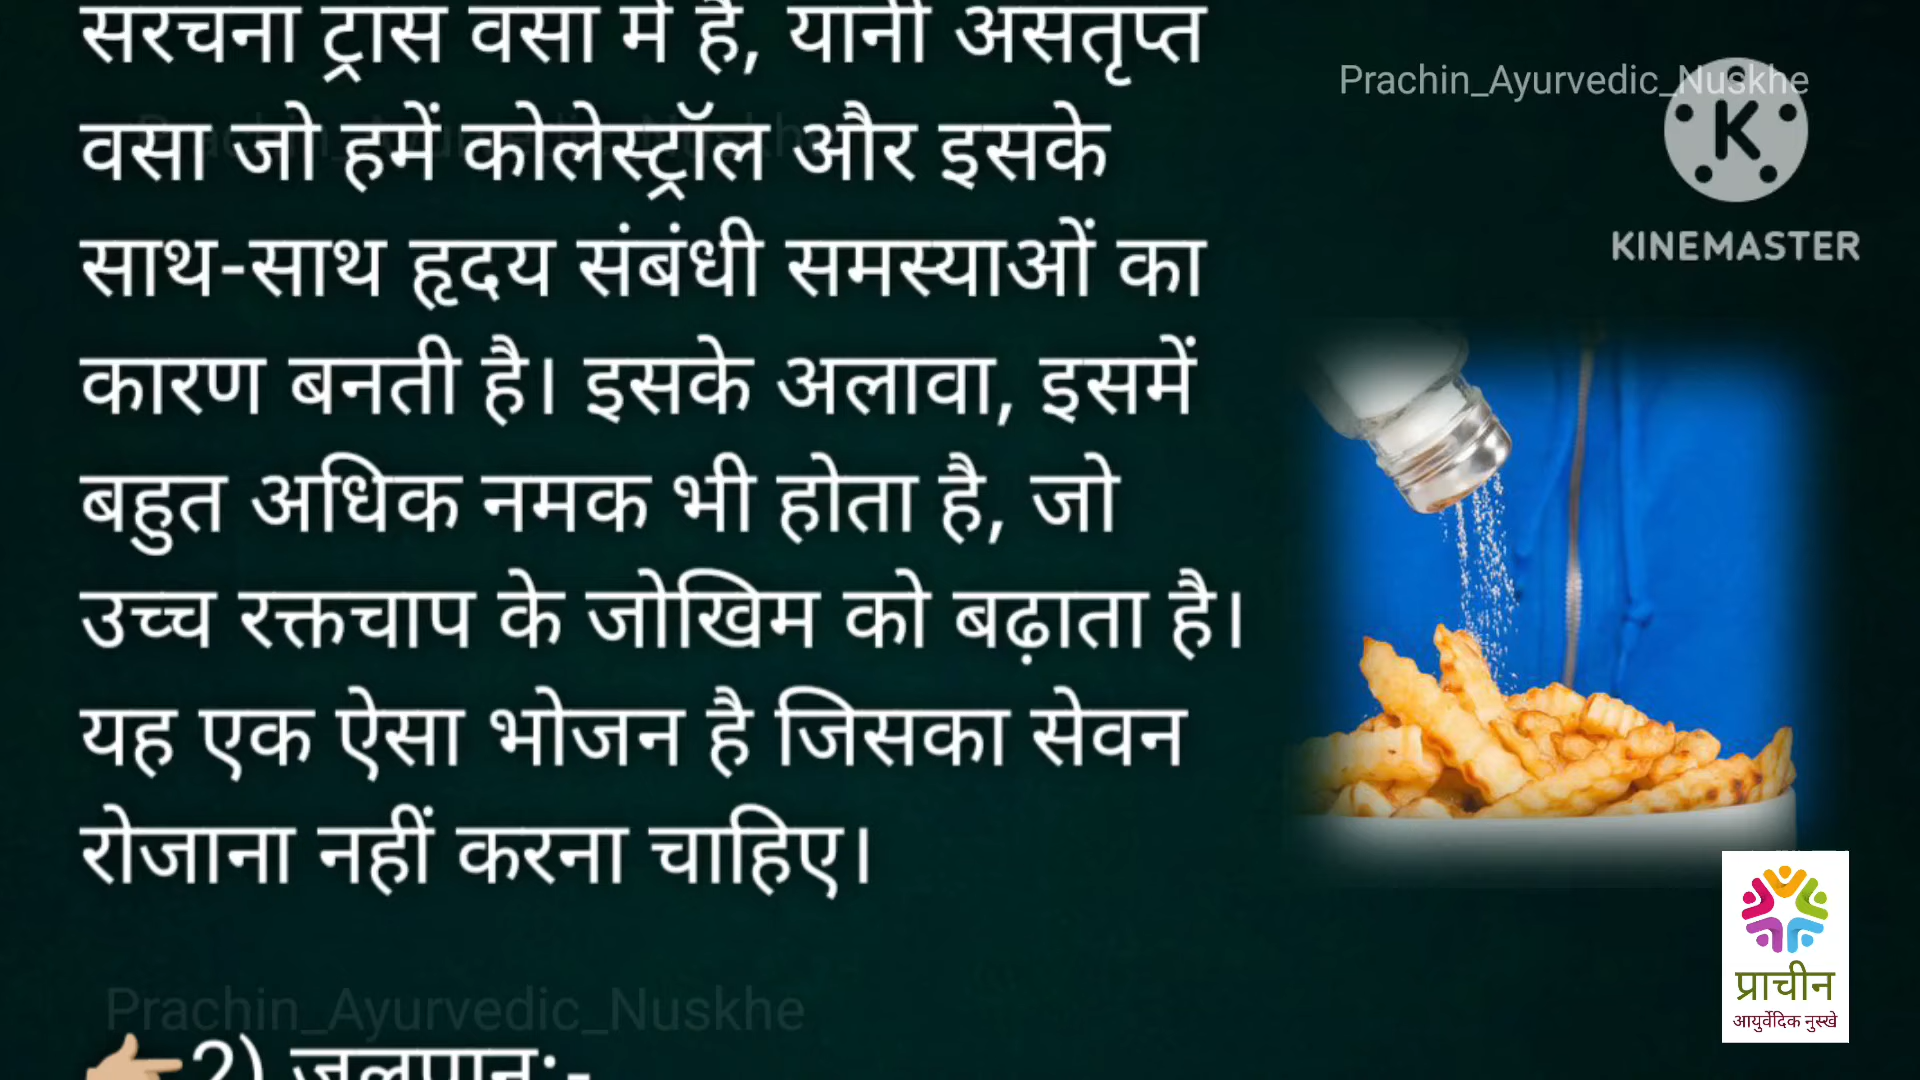 सरचना ट्रास वसा में है, यानी असतृप्त
वसा जो हमें कोलेस्ट्रॉल और इसके
साथ-साथ हृदय संबंधी समस्याओं का
कारण बनती है। इसके अलावा, इसमें
बहुत अधिक नमक भी होता है, जो
उच्च रक्तचाप के जोखिम को बढ़ाता है।
यह एक ऐसा भोजन है जिसका सेवन
रोजाना नहीं करना चाहिए।
Prachin_Ayurvedic_Nuskhe
2) जलपान:-
Prachin_Ayurvedic_Nuskhe
KINEMASTER
प्राचीन
आयुर्वेदिक नुस्खे